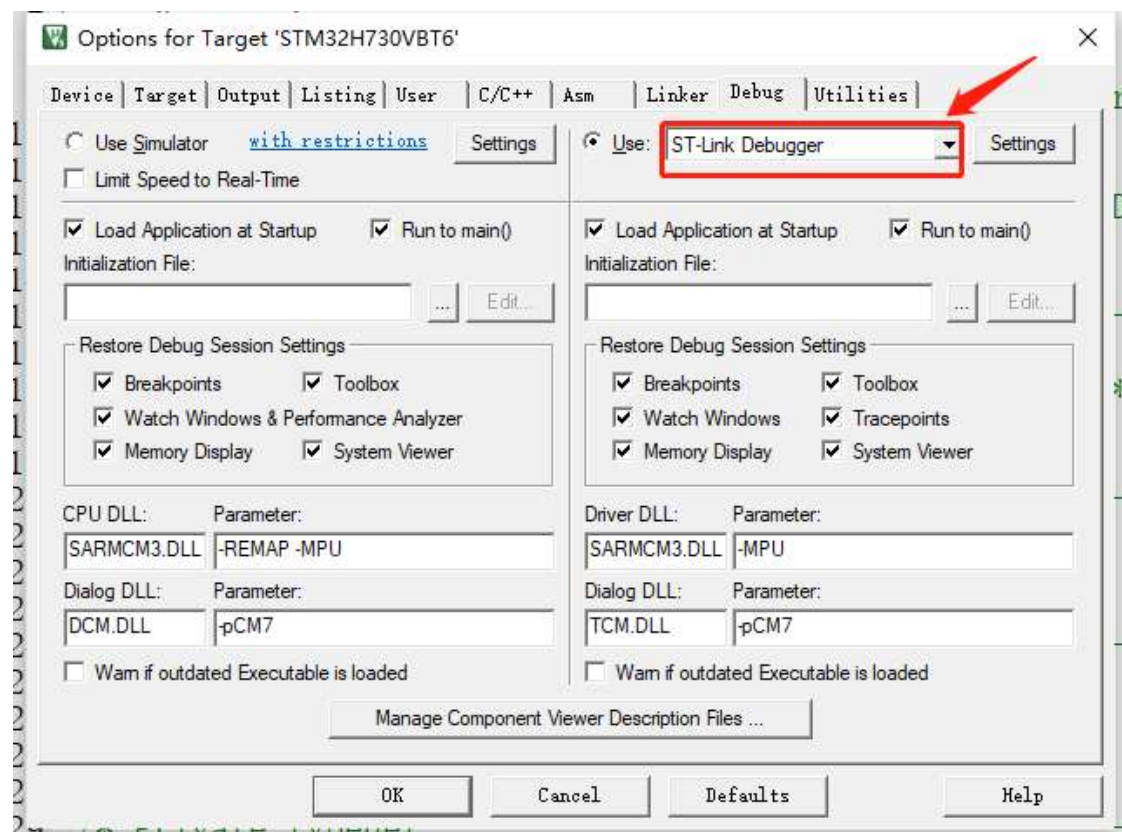 Options for Target 'STM32H730VBT6'
Device Target Output Listing User C/C++ Asm Linker Debug Utilities
Use Simulator with restrictions Settings
Limit Speed to Real-Time
Use: ST-Link Debugger Settings
Load Application at Startup Run to main()
Initialization File:
... Edit...
Load Application at Startup Run to main()
Initialization File:
... Edit...
Restore Debug Session Settings
Breakpoints Toolbox
Watch Windows & Performance Analyzer
Memory Display System Viewer
Restore Debug Session Settings
Breakpoints Toolbox
Watch Windows Tracepoints
Memory Display System Viewer
CPU DLL: Parameter:
SARMCM3.DLL -REMAP -MPU
Dialog DLL: Parameter:
DCM.DLL -pCM7
Warn if outdated Executable is loaded
Driver DLL: Parameter:
SARMCM3.DLL -MPU
Dialog DLL: Parameter:
TCM.DLL -pCM7
Warn if outdated Executable is loaded
Manage Component Viewer Description Files ...
OK Cancel Defaults Help